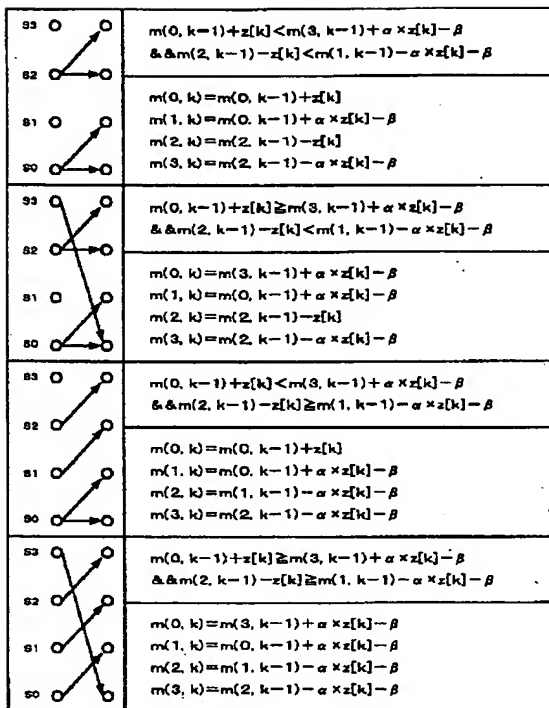 S3
S2
S1
S0
m(0, k−1)+z[k]<m(3, k−1)+α×z[k]−β
&&m(2, k−1)−z[k]<m(1, k−1)−α×z[k]−β
m(0, k)=m(0, k−1)+z[k]
m(1, k)=m(0, k−1)+α×z[k]−β
m(2, k)=m(2, k−1)−z[k]
m(3, k)=m(2, k−1)−α×z[k]−β
S3
S2
S1
S0
m(0, k−1)+z[k]≧m(3, k−1)+α×z[k]−β
&&m(2, k−1)−z[k]<m(1, k−1)−α×z[k]−β
m(0, k)=m(3, k−1)+α×z[k]−β
m(1, k)=m(0, k−1)+α×z[k]−β
m(2, k)=m(2, k−1)−z[k]
m(3, k)=m(2, k−1)−α×z[k]−β
S3
S2
S1
S0
m(0, k−1)+z[k]<m(3, k−1)+α×z[k]−β
&&m(2, k−1)−z[k]≧m(1, k−1)−α×z[k]−β
m(0, k)=m(0, k−1)+z[k]
m(1, k)=m(0, k−1)+α×z[k]−β
m(2, k)=m(1, k−1)−α×z[k]−β
m(3, k)=m(2, k−1)−α×z[k]−β
S3
S2
S1
S0
m(0, k−1)+z[k]≧m(3, k−1)+α×z[k]−β
&&m(2, k−1)−z[k]≧m(1, k−1)−α×z[k]−β
m(0, k)=m(3, k−1)+α×z[k]−β
m(1, k)=m(0, k−1)+α×z[k]−β
m(2, k)=m(1, k−1)−α×z[k]−β
m(3, k)=m(2, k−1)−α×z[k]−β